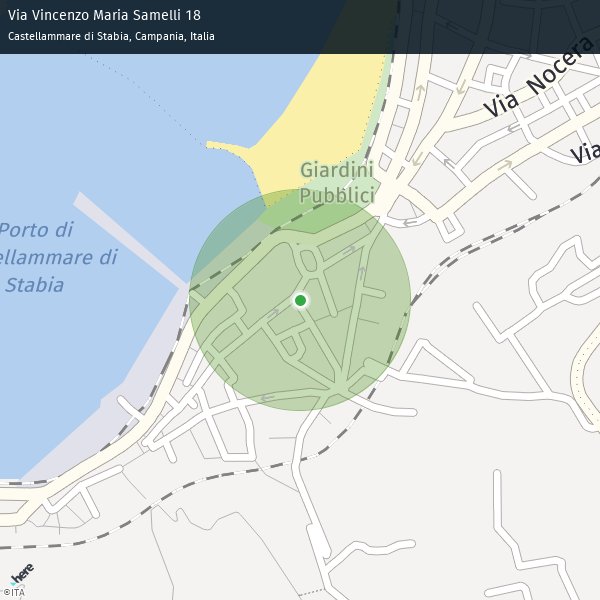 Via Vincenzo Maria Samelli 18
Castellammare di Stabia, Campania, Italia
Via Nocera
Via
Giardini
Pubblici
Porto di
ellammare di
Stabia
here
©ITA